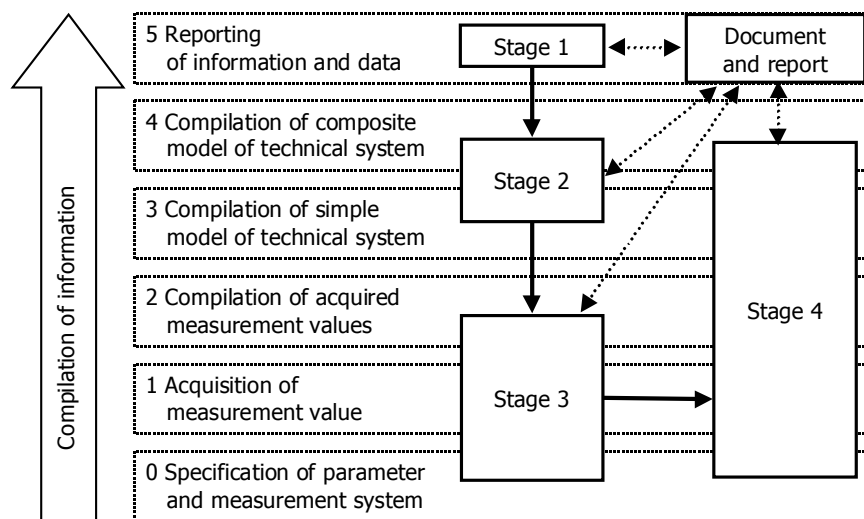 Compilation of information
5 Reporting
of information and data
Stage 1
Document
and report
4 Compilation of composite
model of technical system
Stage 2
3 Compilation of simple
model of technical system
2 Compilation of acquired
measurement values
Stage 4
1 Acquisition of
measurement value
Stage 3
0 Specification of parameter
and measurement system